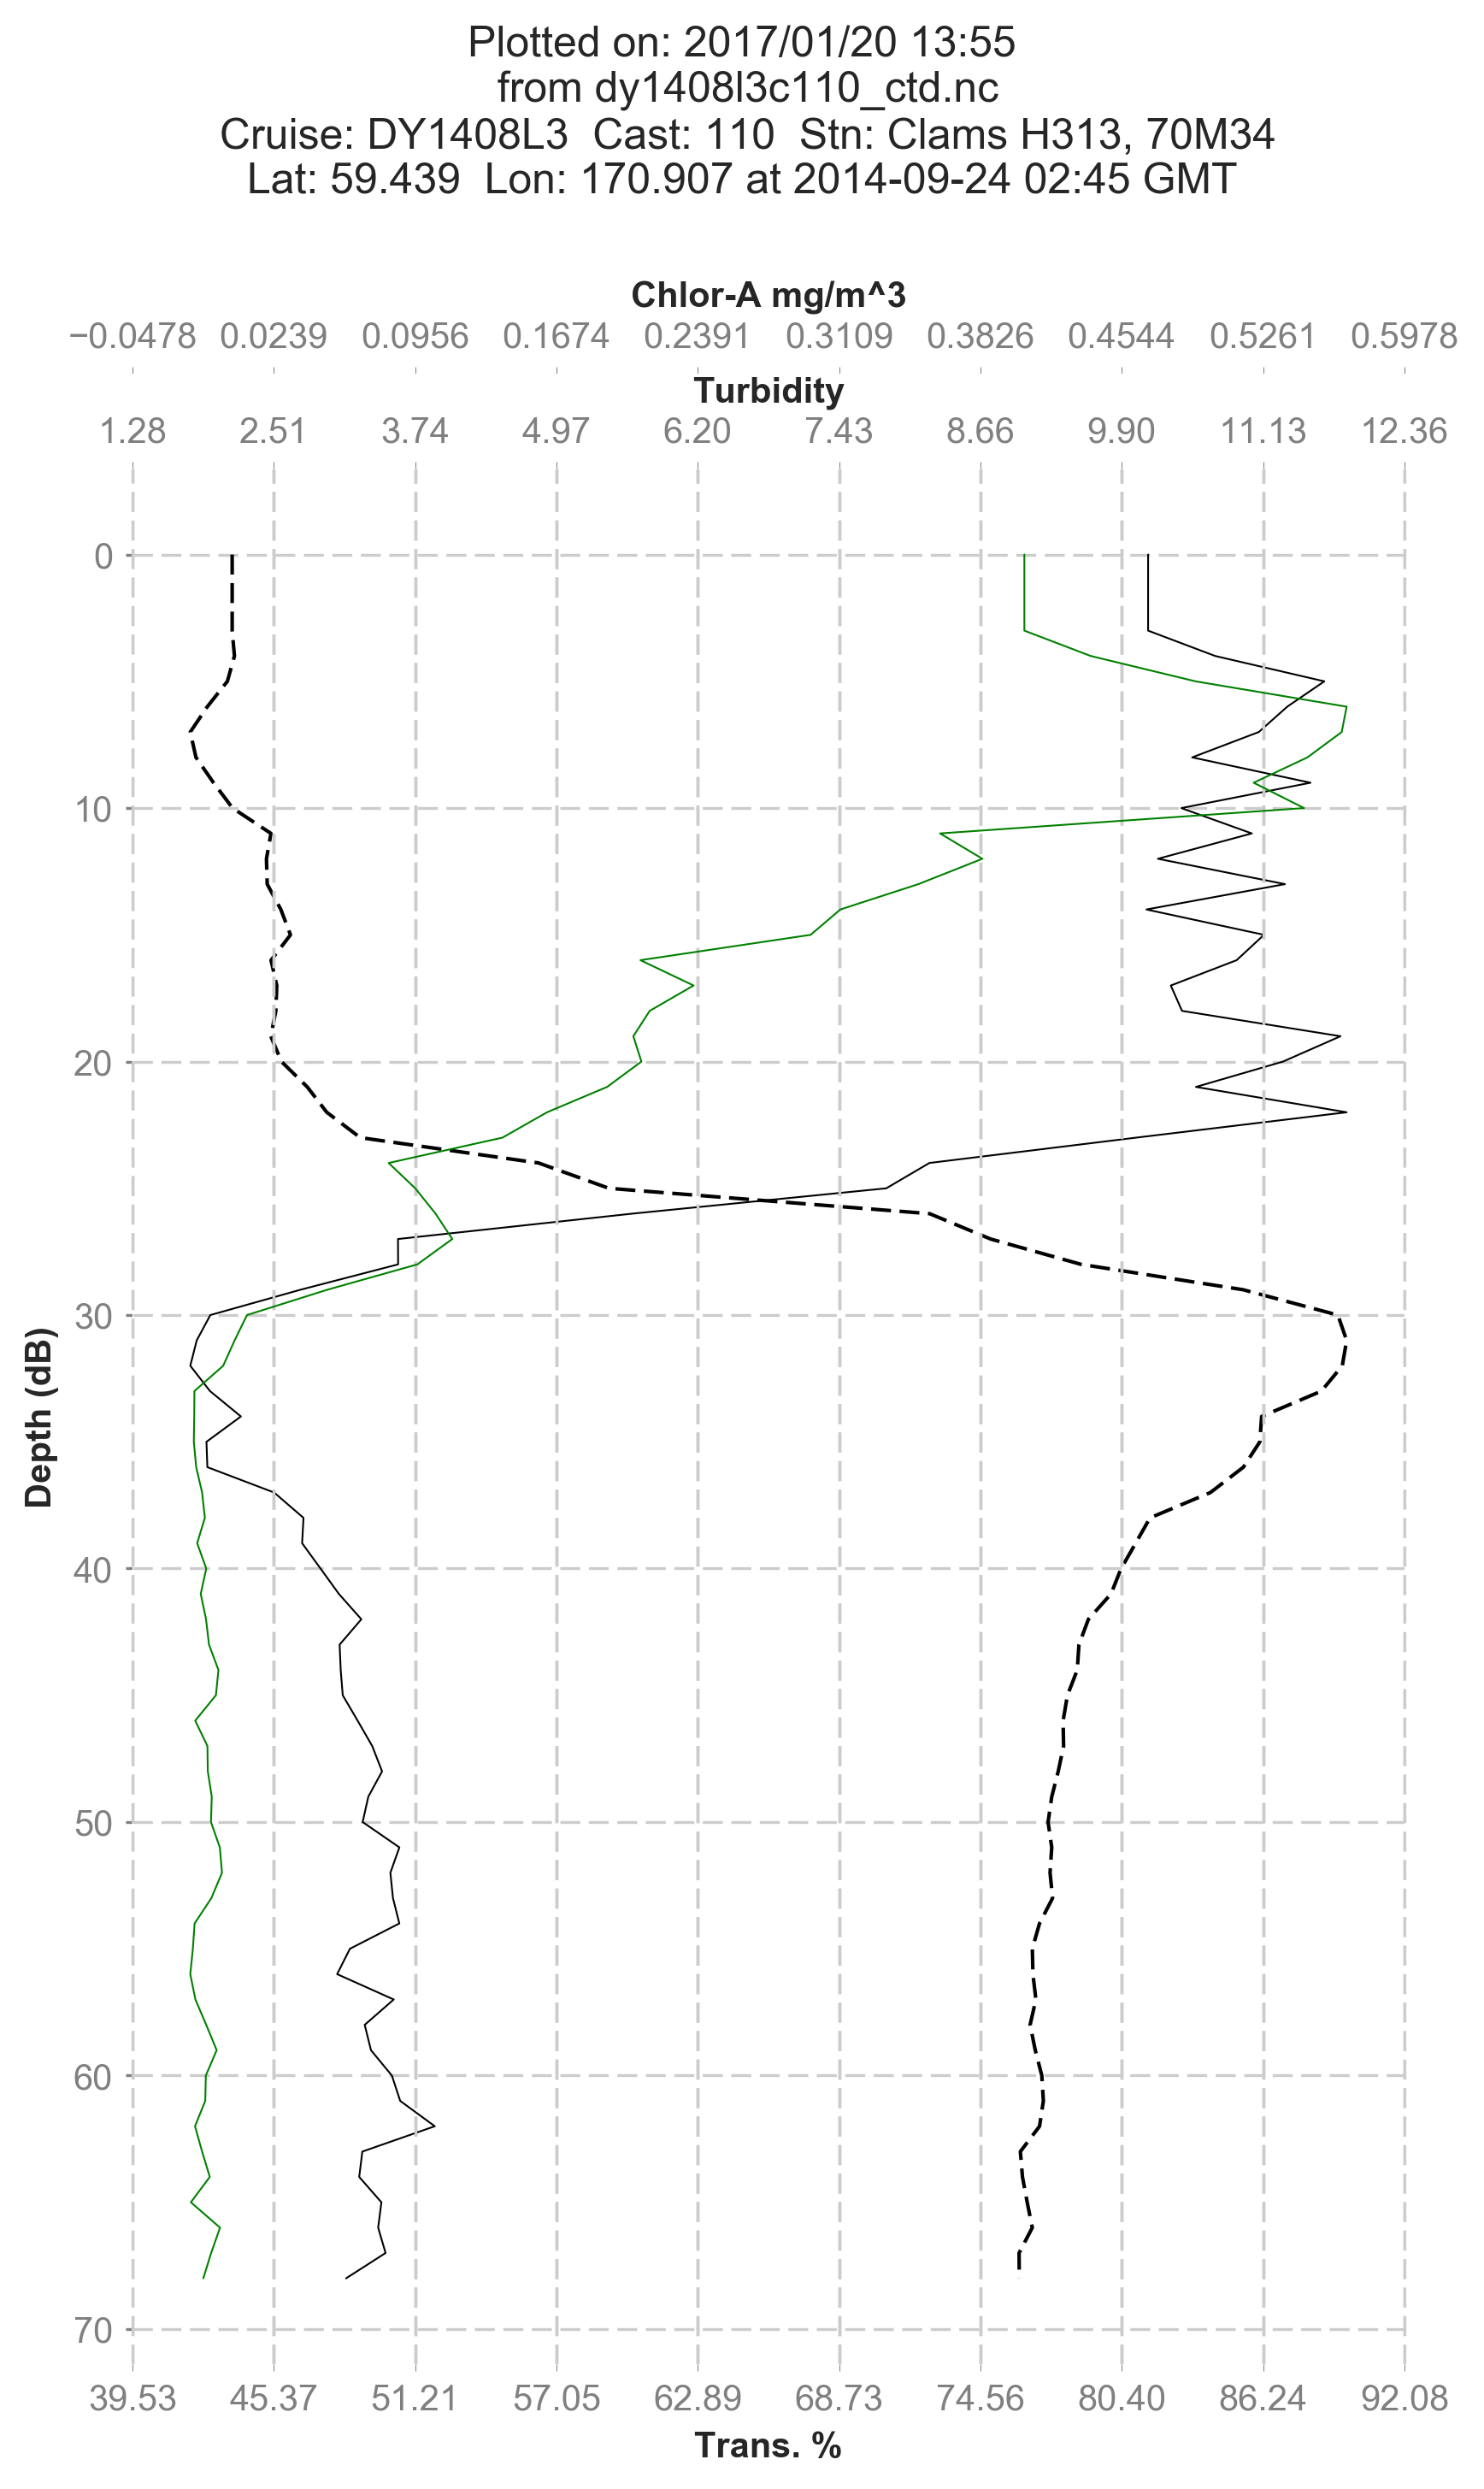 Plotted on: 2017/01/20 13:55
from dy1408l3c110_ctd.nc
Cruise: DY1408L3  Cast: 110  Stn: Clams H313, 70M34
Lat: 59.439  Lon: 170.907 at 2014-09-24 02:45 GMT
Chlor-A mg/m^3
−0.0478 0.0239 0.0956 0.1674 0.2391 0.3109 0.3826 0.4544 0.5261 0.5978
Turbidity
1.28 2.51 3.74 4.97 6.20 7.43 8.66 9.90 11.13 12.36
0
10
20
30
Depth (dB)
40
50
60
70
39.53 45.37 51.21 57.05 62.89 68.73 74.56 80.40 86.24 92.08
Trans. %